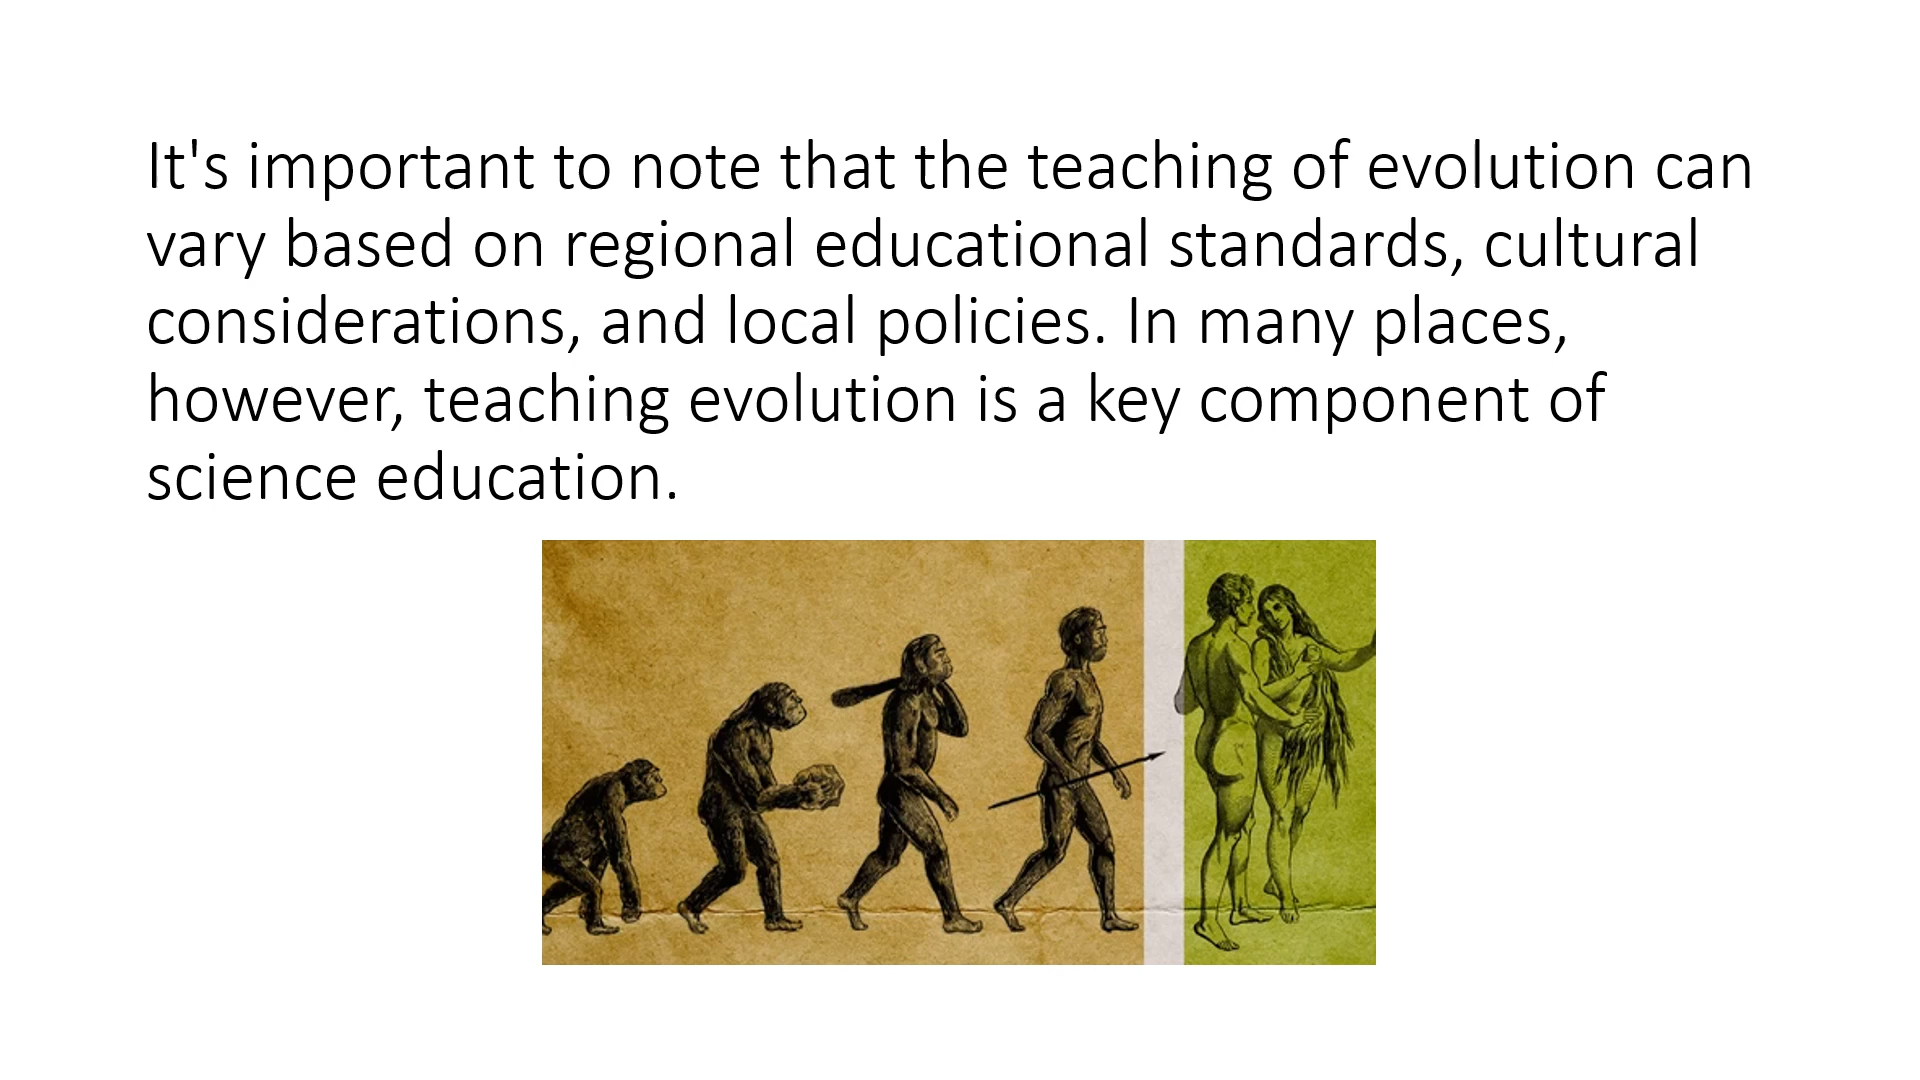 It's important to note that the teaching of evolution can
vary based on regional educational standards, cultural
considerations, and local policies. In many places,
however, teaching evolution is a key component of
science education.